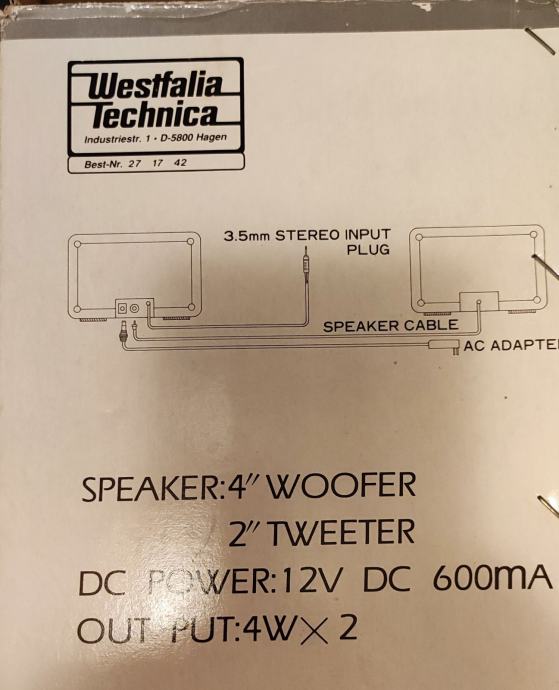 Westfalia
Technica
Industriestr. 1 · D-5800 Hagen
Best-Nr. 27 17 42
3.5mm STEREO INPUT
PLUG
SPEAKER CABLE
AC ADAPTE
SPEAKER:4″ WOOFER
2″ TWEETER
DC POWER:12V DC 600mA
OUT PUT:4W×2